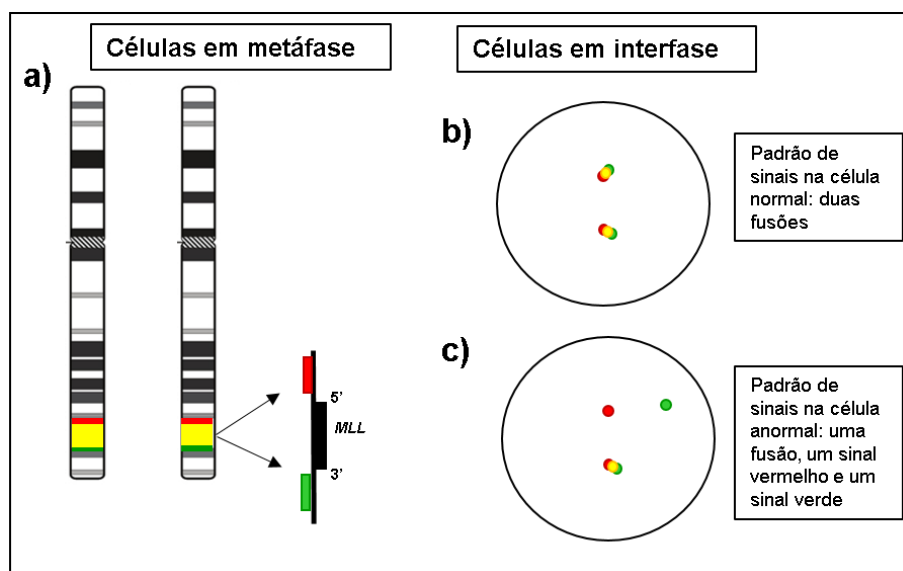 Células em metáfase
Células em interfase
a)
5'
MLL
3'
b)
Padrão de
sinais na célula
normal: duas
fusões
c)
Padrão de
sinais na célula
anormal: uma
fusão, um sinal
vermelho e um
sinal verde